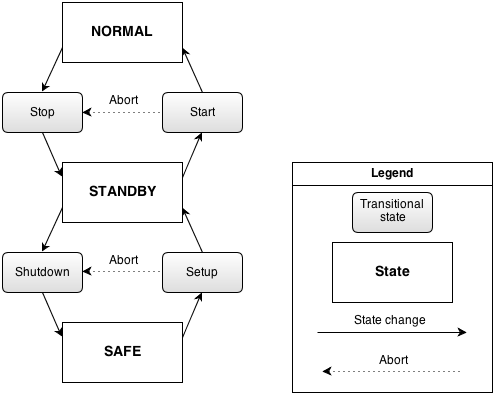 NORMAL
Stop
Abort
Start
STANDBY
Shutdown
Abort
Setup
SAFE
Legend
Transitional
state
State
State change
Abort